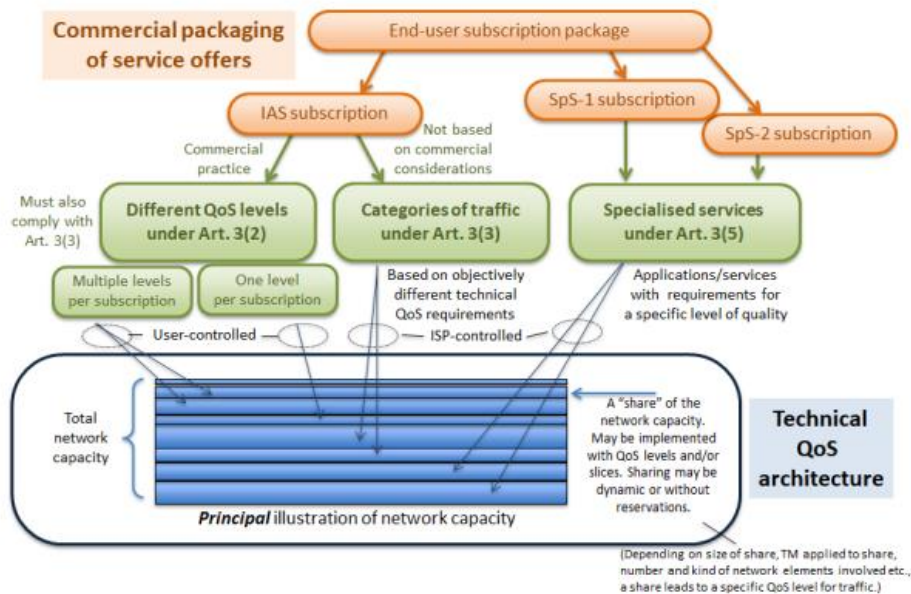 Commercial packaging
of service offers
End-user subscription package
IAS subscription
SpS-1 subscription
SpS-2 subscription
Commercial
practice
Not based
on commercial
considerations
Must also
comply with
Art. 3(3)
Different QoS levels
under Art. 3(2)
Categories of traffic
under Art. 3(3)
Specialised services
under Art. 3(5)
Multiple levels
per subscription
One level
per subscription
Based on objectively
different technical
QoS requirements
Applications/services
with requirements for
a specific level of quality
User-controlled
ISP-controlled
Total
network
capacity
A “share” of the
network capacity.
May be implemented
with QoS levels and/or
slices. Sharing may be
dynamic or without
reservations.
Technical
QoS
architecture
Principal illustration of network capacity
(Depending on size of share, TM applied to share,
number and kind of network elements involved etc.,
a share leads to a specific QoS level for traffic.)